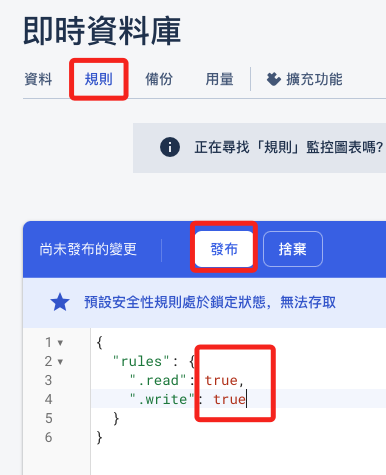 即時資料庫
資料 規則 備份 用量 擴充功能
正在尋找「規則」監控圖表嗎?
尚未發布的變更 發布 捨棄
預設安全性規則處於鎖定狀態，無法存取
1 {
2 "rules": {
3 ".read": true,
4 ".write": true
5 }
6 }